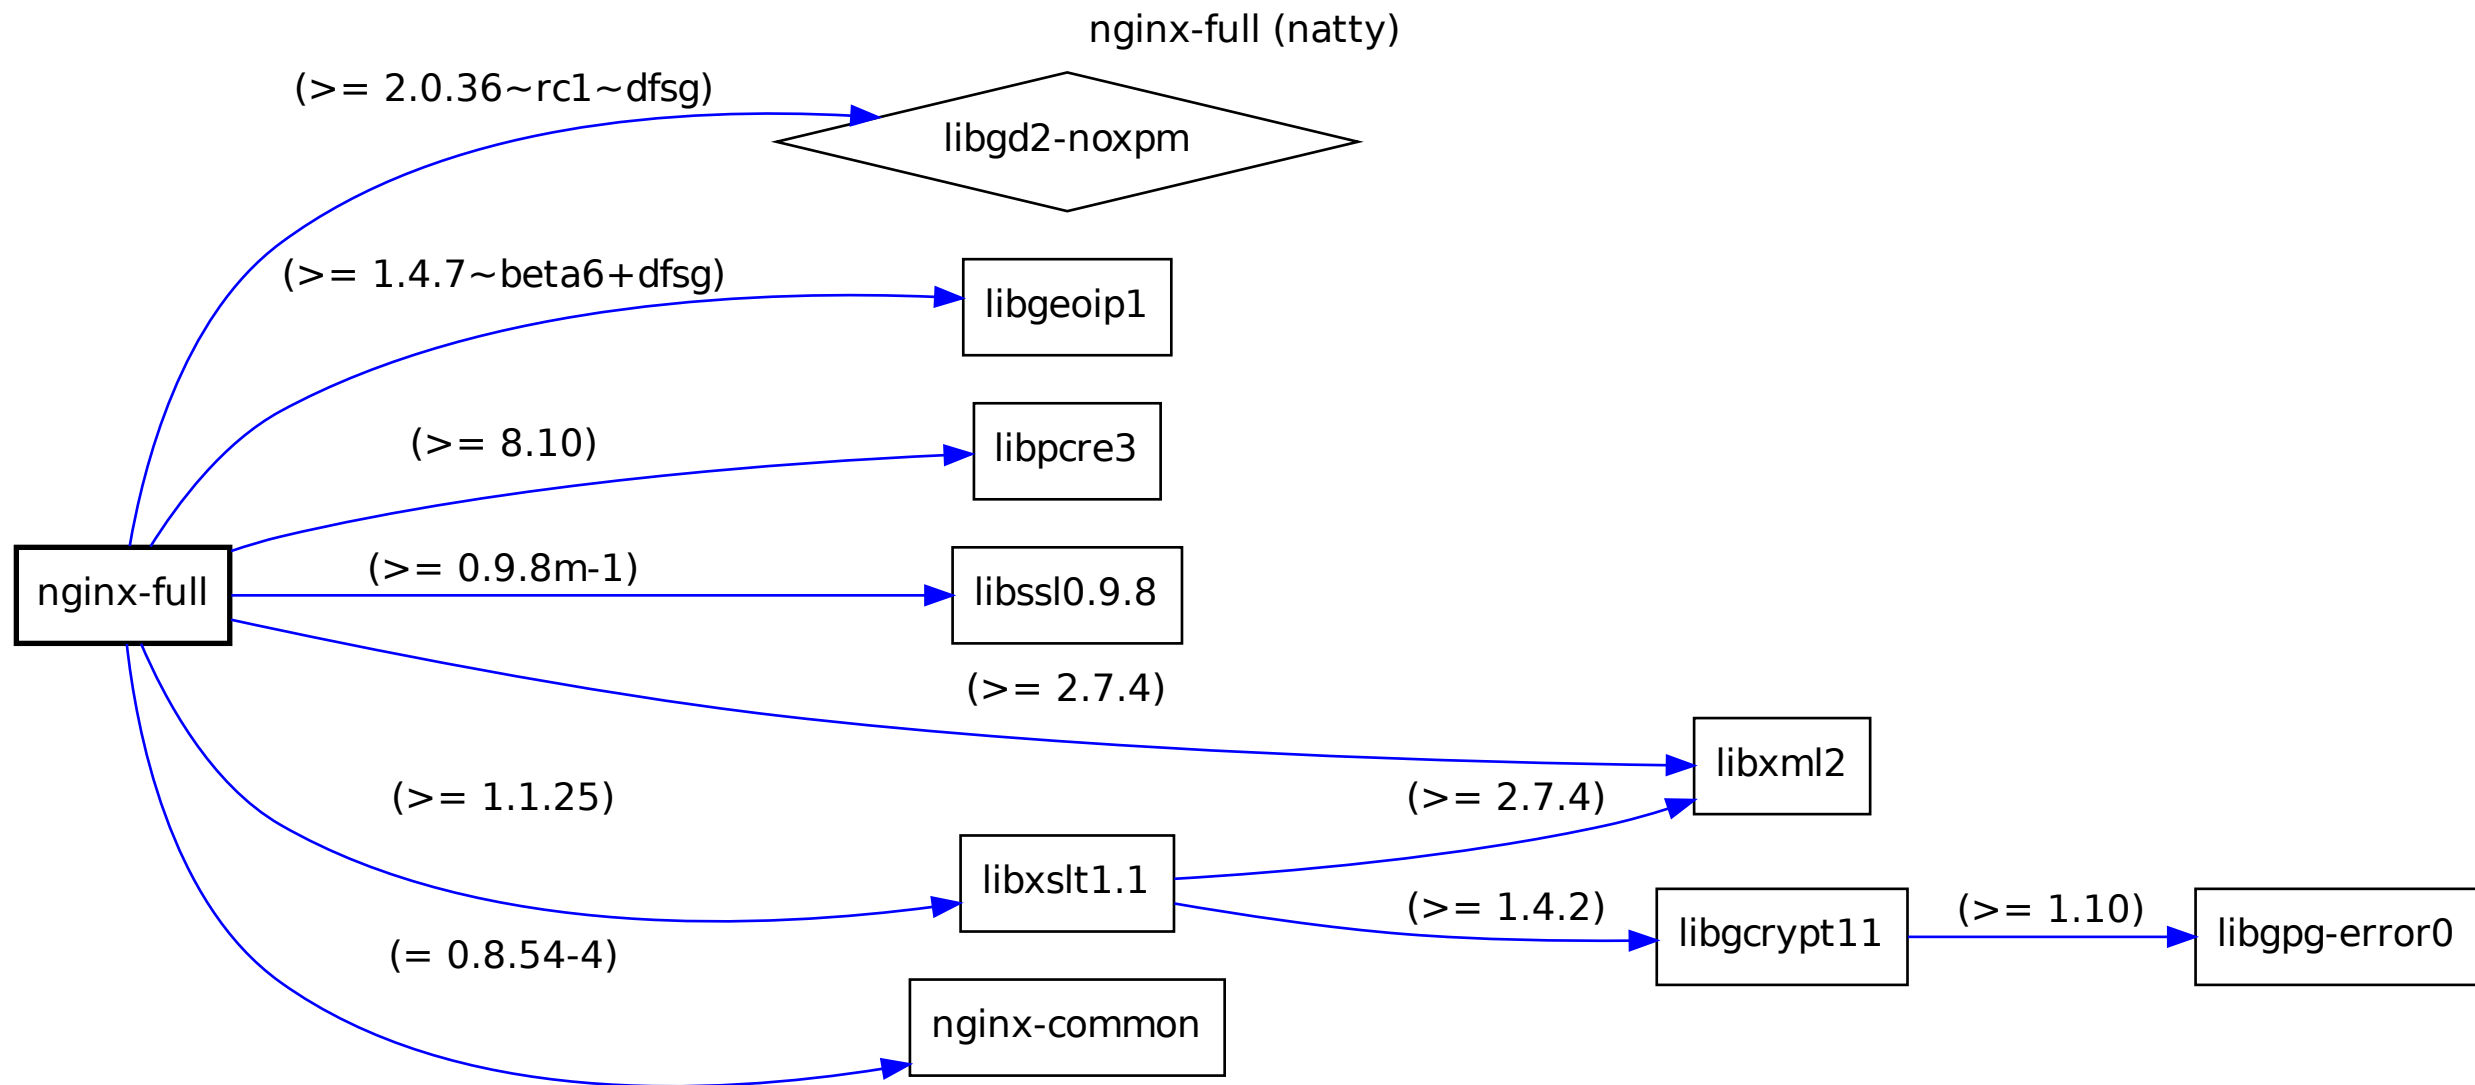 nginx-full (natty)
(>= 2.0.36~rc1~dfsg)
libgd2-noxpm
(>= 1.4.7~beta6+dfsg)
libgeoip1
(>= 8.10)
libpcre3
nginx-full
(>= 0.9.8m-1)
libssl0.9.8
(>= 2.7.4)
libxml2
(>= 1.1.25)
(>= 2.7.4)
libxslt1.1
(>= 1.4.2)
libgcrypt11
(>= 1.10)
libgpg-error0
(= 0.8.54-4)
nginx-common